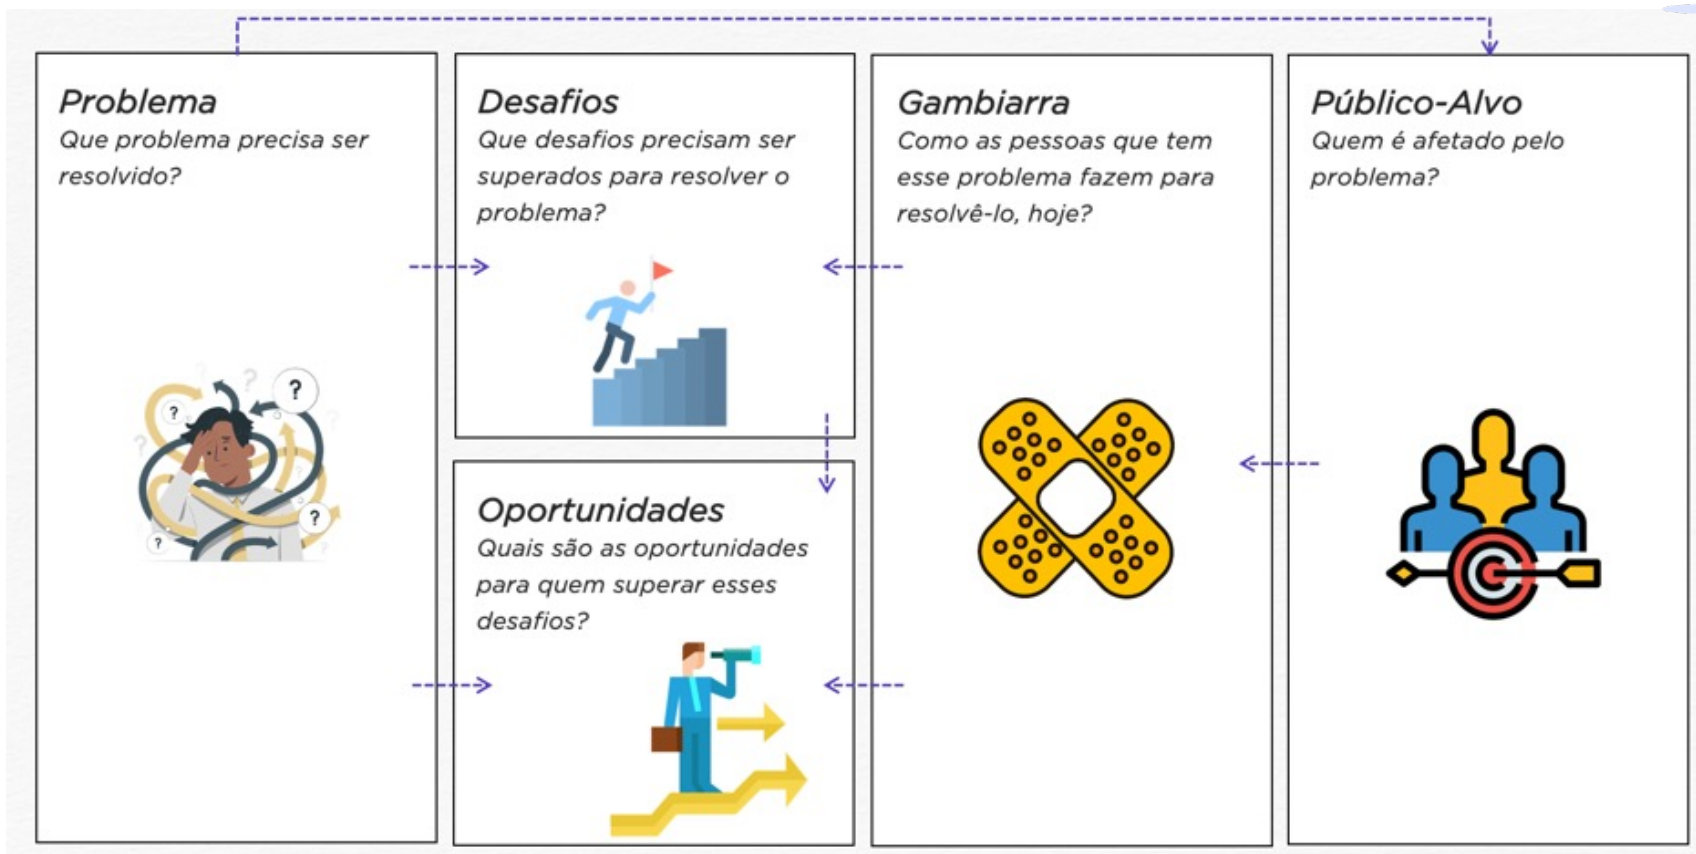 Problema
Que problema precisa ser
resolvido?
Desafios
Que desafios precisam ser
superados para resolver o
problema?
Oportunidades
Quais são as oportunidades
para quem superar esses
desafios?
Gambiarra
Como as pessoas que tem
esse problema fazem para
resolvê-lo, hoje?
Público-Alvo
Quem é afetado pelo
problema?
?
?
?
?